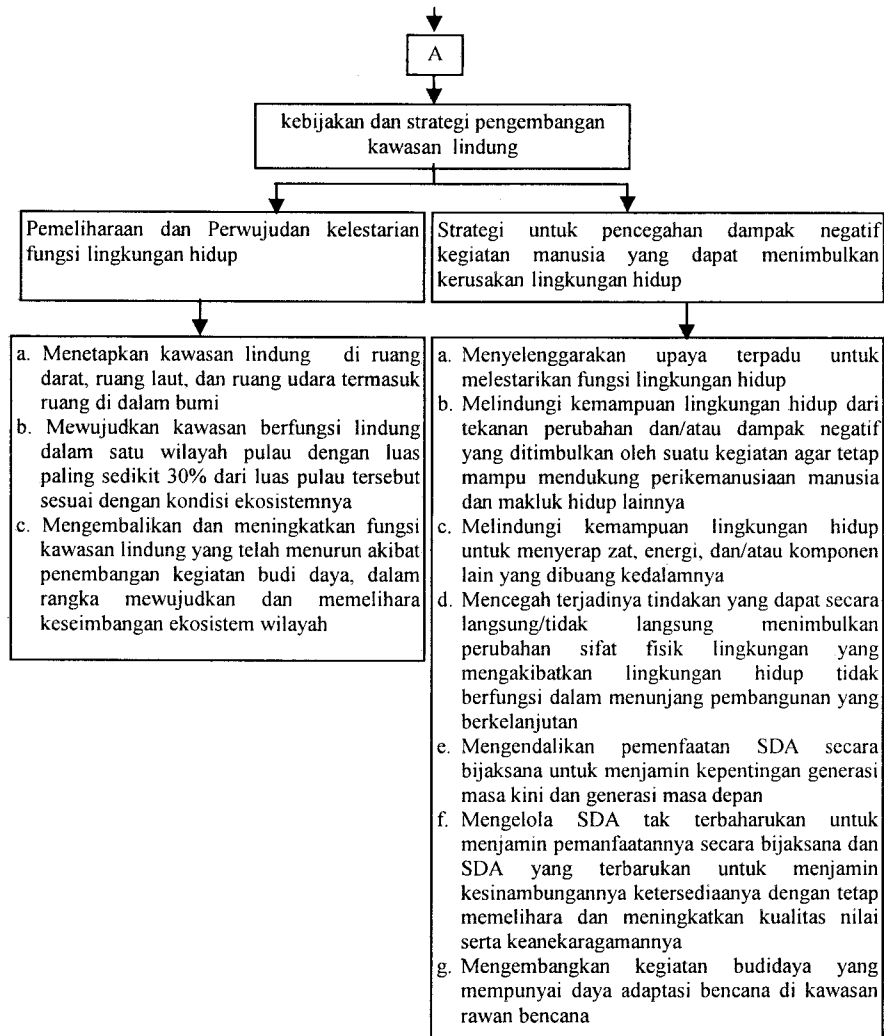 A
kebijakan dan strategi pengembangan
kawasan lindung
Pemeliharaan dan Perwujudan kelestarian
fungsi lingkungan hidup
Strategi untuk pencegahan dampak negatif
kegiatan manusia yang dapat menimbulkan
kerusakan lingkungan hidup
a. Menetapkan kawasan lindung di ruang
darat, ruang laut, dan ruang udara termasuk
ruang di dalam bumi
b. Mewujudkan kawasan berfungsi lindung
dalam satu wilayah pulau dengan luas
paling sedikit 30% dari luas pulau tersebut
sesuai dengan kondisi ekosistemnya
c. Mengembalikan dan meningkatkan fungsi
kawasan lindung yang telah menurun akibat
penembangan kegiatan budi daya, dalam
rangka mewujudkan dan memelihara
keseimbangan ekosistem wilayah
a. Menyelenggarakan upaya terpadu untuk
melestarikan fungsi lingkungan hidup
b. Melindungi kemampuan lingkungan hidup dari
tekanan perubahan dan/atau dampak negatif
yang ditimbulkan oleh suatu kegiatan agar tetap
mampu mendukung perikemanusiaan manusia
dan makluk hidup lainnya
c. Melindungi kemampuan lingkungan hidup
untuk menyerap zat, energi, dan/atau komponen
lain yang dibuang kedalamnya
d. Mencegah terjadinya tindakan yang dapat secara
langsung/tidak langsung menimbulkan
perubahan sifat fisik lingkungan yang
mengakibatkan lingkungan hidup tidak
berfungsi dalam menunjang pembangunan yang
berkelanjutan
e. Mengendalikan pemenfaatan SDA secara
bijaksana untuk menjamin kepentingan generasi
masa kini dan generasi masa depan
f. Mengelola SDA tak terbaharukan untuk
menjamin pemanfaatannya secara bijaksana dan
SDA yang terbarukan untuk menjamin
kesinambungannya ketersediaanya dengan tetap
memelihara dan meningkatkan kualitas nilai
serta keanekaragamannya
g. Mengembangkan kegiatan budidaya yang
mempunyai daya adaptasi bencana di kawasan
rawan bencana